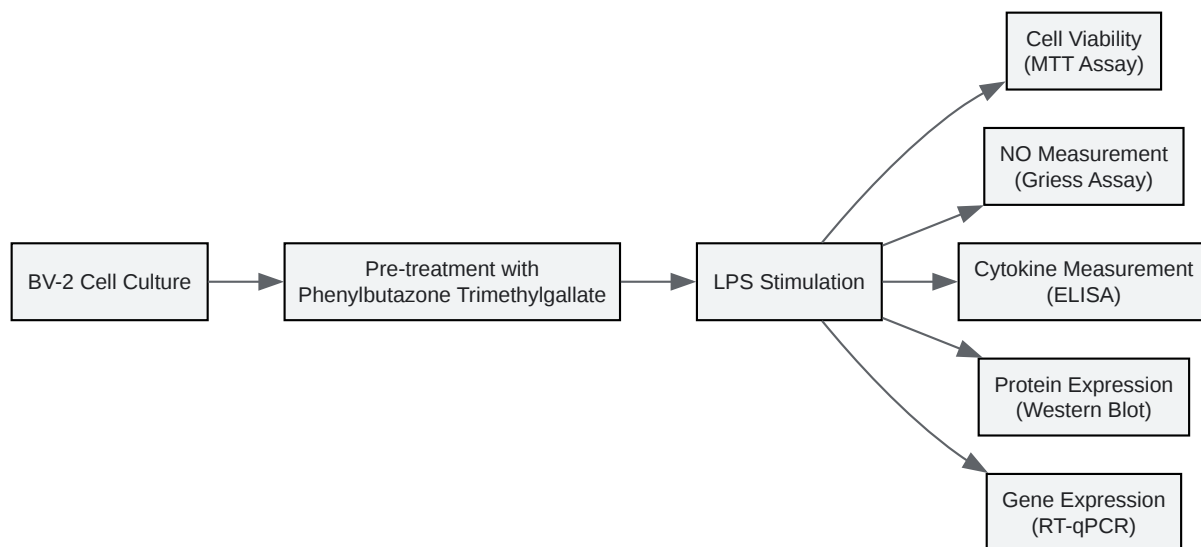 BV-2 Cell Culture
Pre-treatment with
Phenylbutazone Trimethylgallate
LPS Stimulation
Cell Viability
(MTT Assay)
NO Measurement
(Griess Assay)
Cytokine Measurement
(ELISA)
Protein Expression
(Western Blot)
Gene Expression
(RT-qPCR)